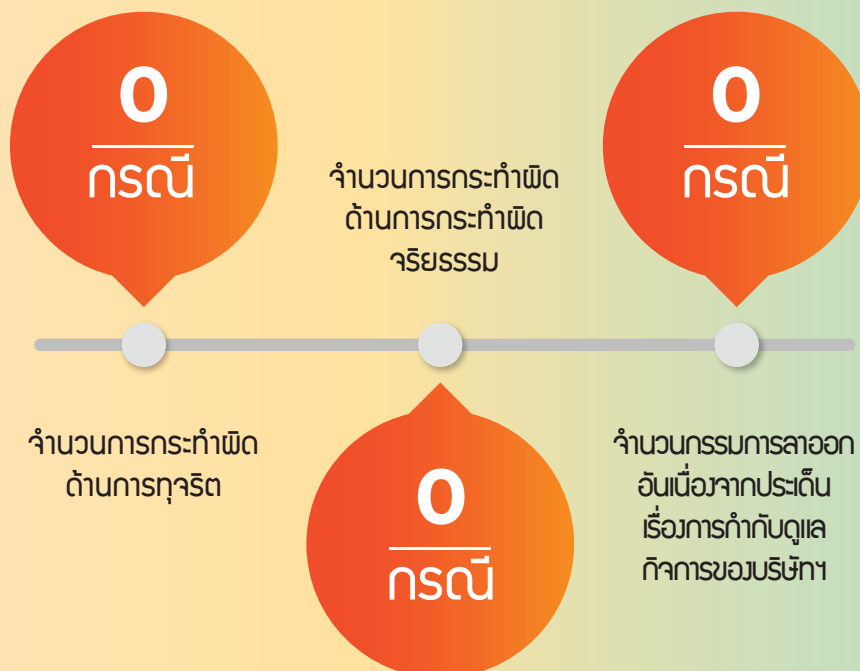 0
กรณี
จำนวนการกระทำผิด
ด้านการทุจริต
จำนวนการกระทำผิด
ด้านการกระทำผิด
จริยธรรม
0
กรณี
0
กรณี
จำนวนกรรมการลาออก
อันเนื่องจากประเด็น
เรื่องการกำกับดูแล
กิจการของบริษัทฯ